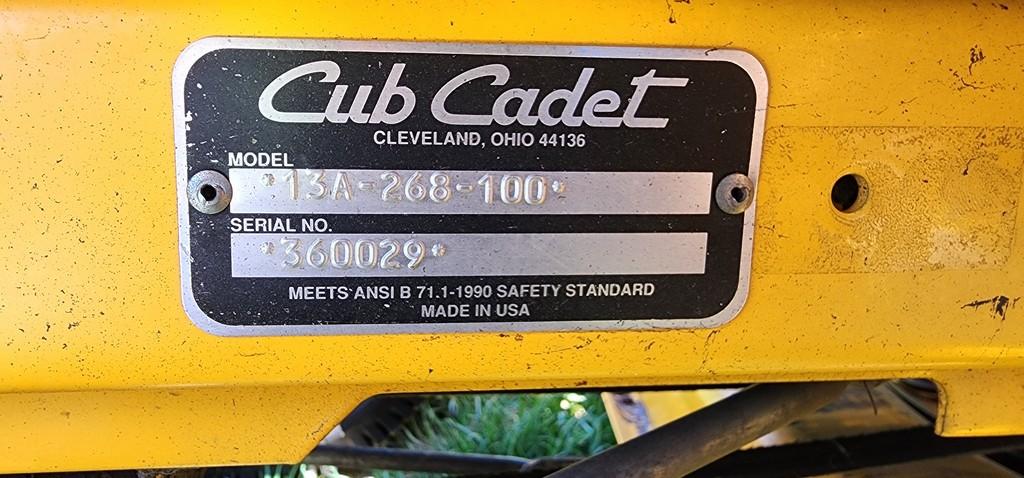 Cub Cadet
CLEVELAND, OHIO 44136
MODEL
*13A-268-100*
SERIAL NO.
*360029*
MEETS ANSI B 71.1-1990 SAFETY STANDARD
MADE IN USA